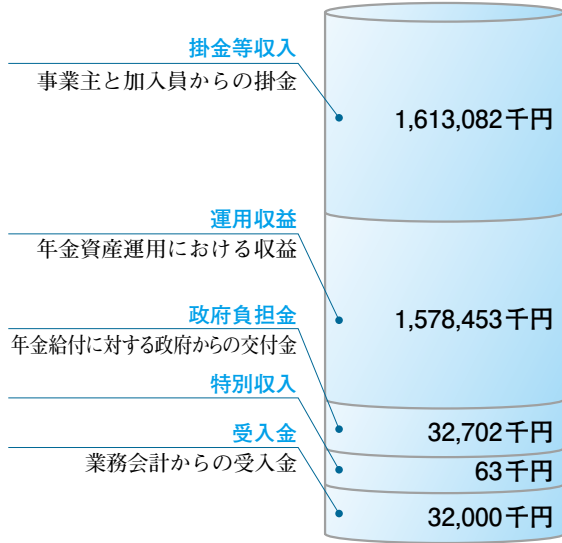 掛金等収入
事業主と加入員からの掛金
1,613,082千円
運用収益
年金資産運用における収益
1,578,453千円
政府負担金
年金給付に対する政府からの交付金
32,702千円
特別収入
63千円
受入金
業務会計からの受入金
32,000千円